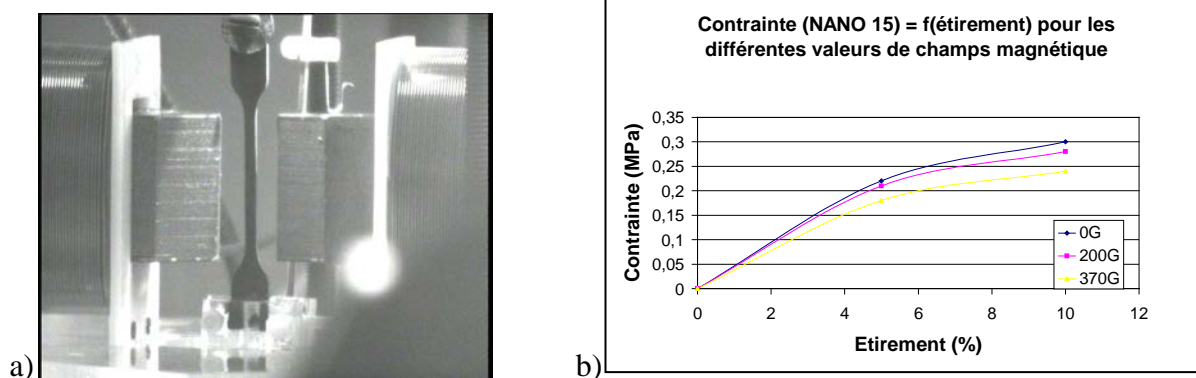 a)
b)
Contrainte (NANO 15) = f(étirement) pour les
différentes valeurs de champs magnétique
Contrainte (MPa)
0,35
0,3
0,25
0,2
0,15
0,1
0,05
0
0 2 4 6 8 10 12
Etirement (%)
0G
200G
370G